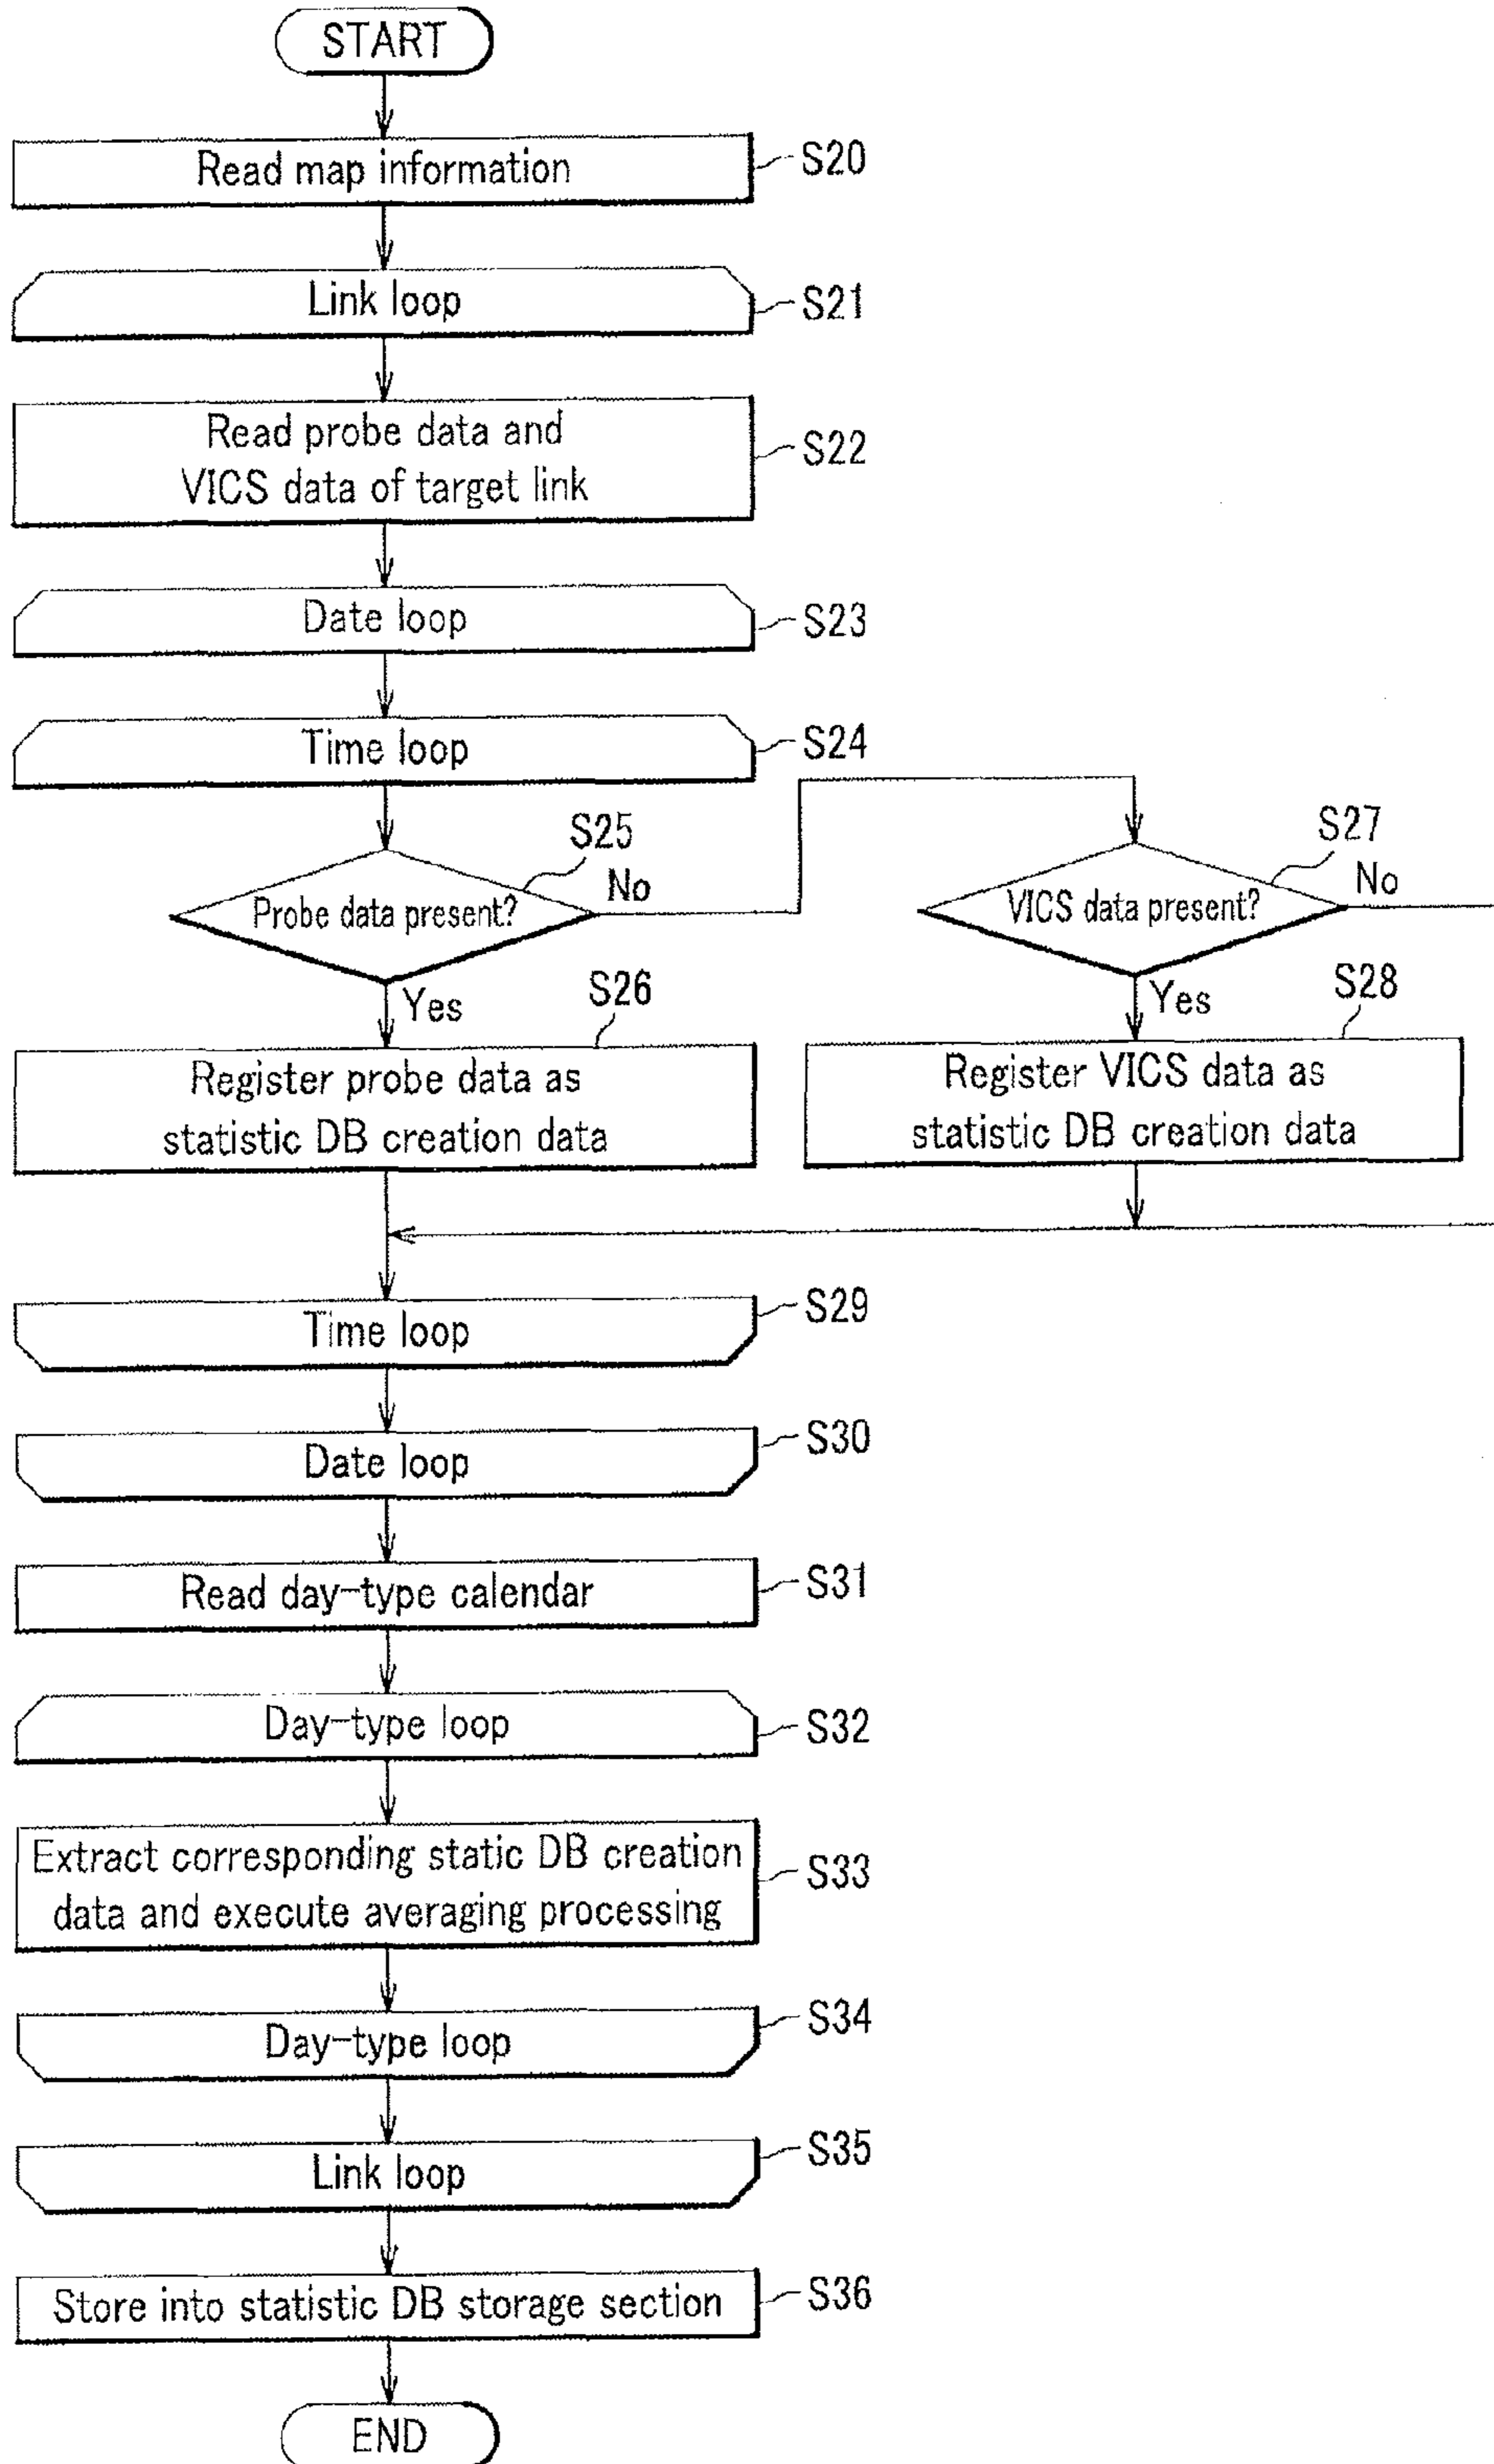 START
Read map information
S20
Link loop
S21
Read probe data and
VICS data of target link
S22
Date loop
S23
Time loop
S24
S25
Probe data present?
No
Yes
S27
VICS data present?
No
Yes
S26
Register probe data as
statistic DB creation data
S28
Register VICS data as
statistic DB creation data
Time loop
S29
Date loop
S30
Read day-type calendar
S31
Day-type loop
S32
Extract corresponding static DB creation
data and execute averaging processing
S33
Day-type loop
S34
Link loop
S35
Store into statistic DB storage section
S36
END